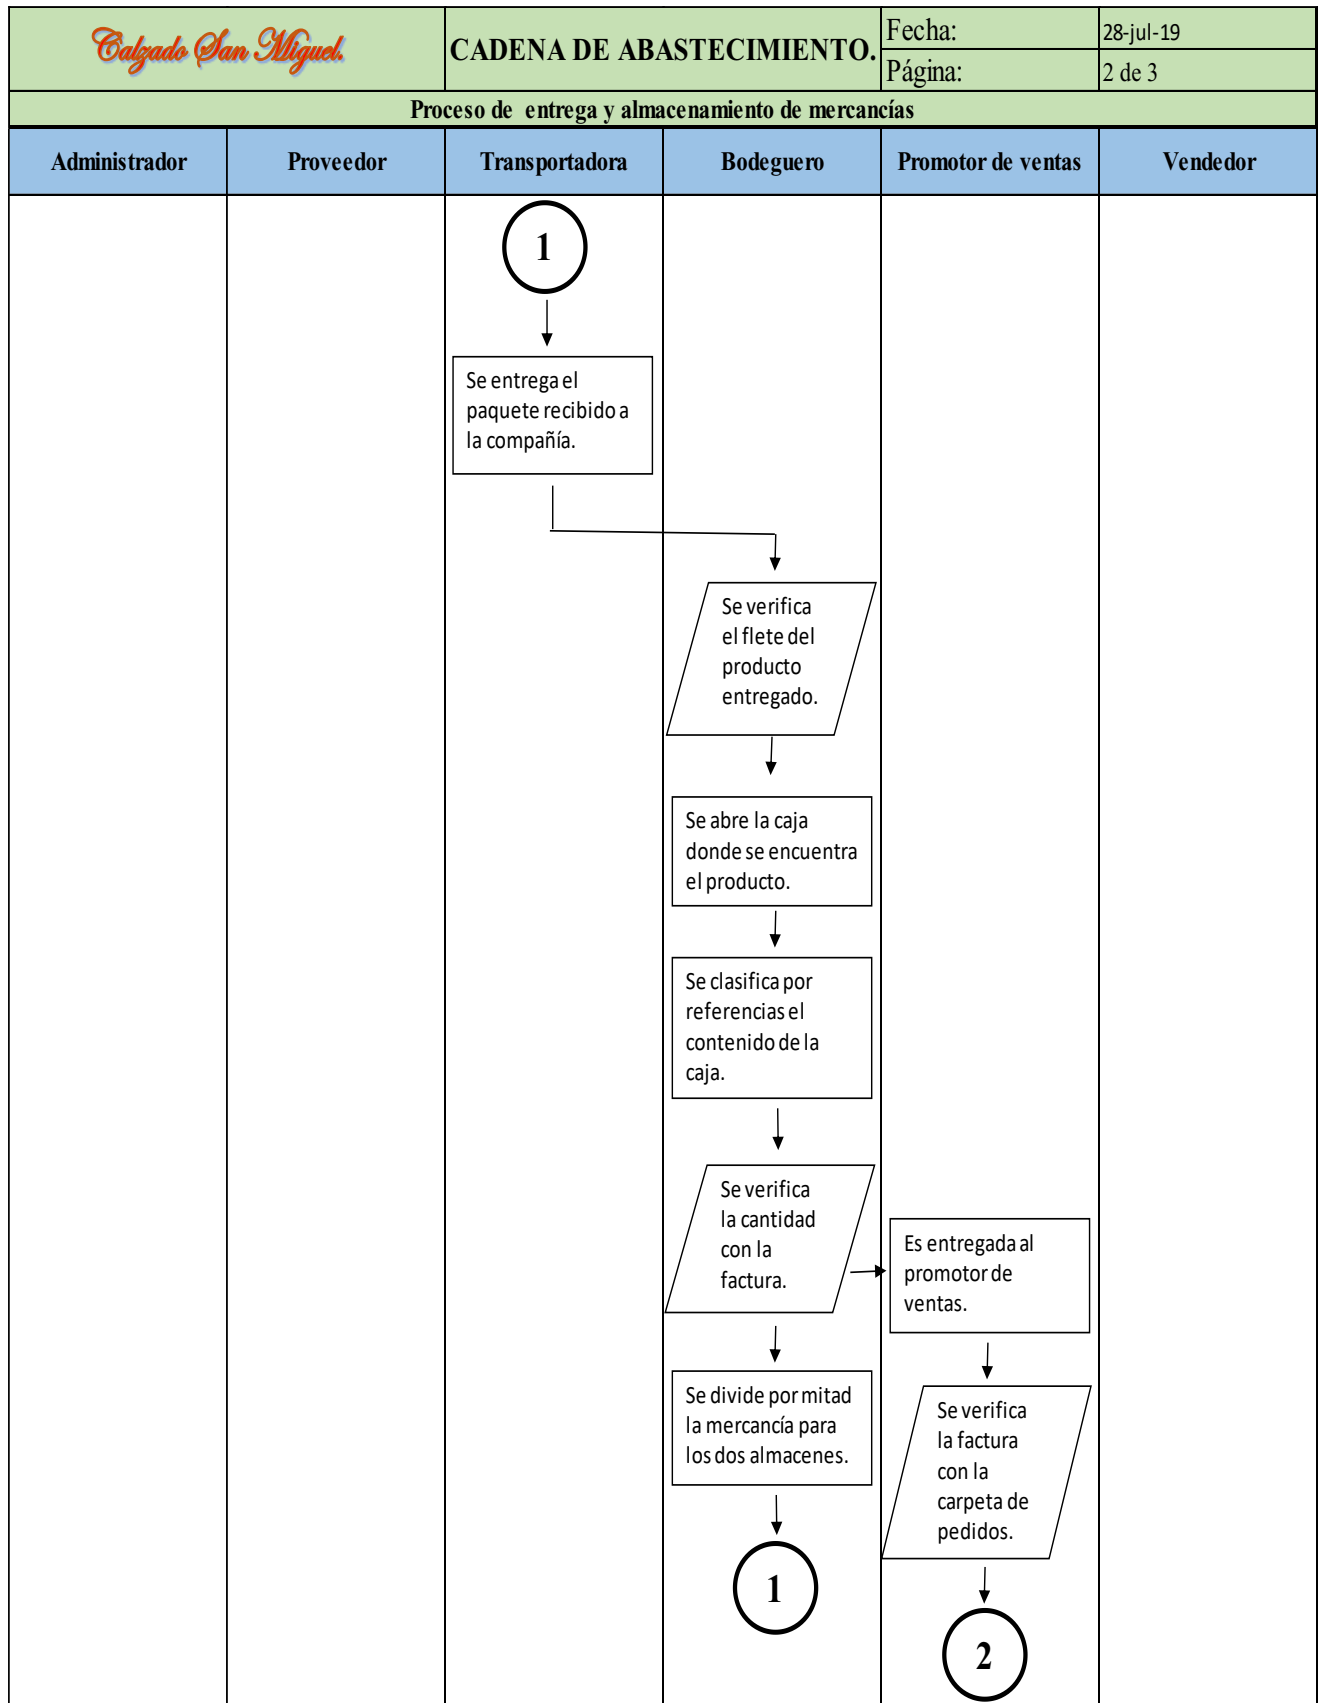 Calzado San Miguel.
CADENA DE ABASTECIMIENTO.
Fecha:
28-jul-19
Página:
2 de 3
Proceso de entrega y almacenamiento de mercancías
Administrador
Proveedor
Transportadora
Bodeguero
Promotor de ventas
Vendedor
1
Se entrega el
paquete recibido a
la compañía.
Se verifica
el flete del
producto
entregado.
Se abre la caja
donde se encuentra
el producto.
Se clasifica por
referencias el
contenido de la
caja.
Se verifica
la cantidad
con la
factura.
Es entregada al
promotor de
ventas.
Se divide por mitad
la mercancía para
los dos almacenes.
Se verifica
la factura
con la
carpeta de
pedidos.
1
2